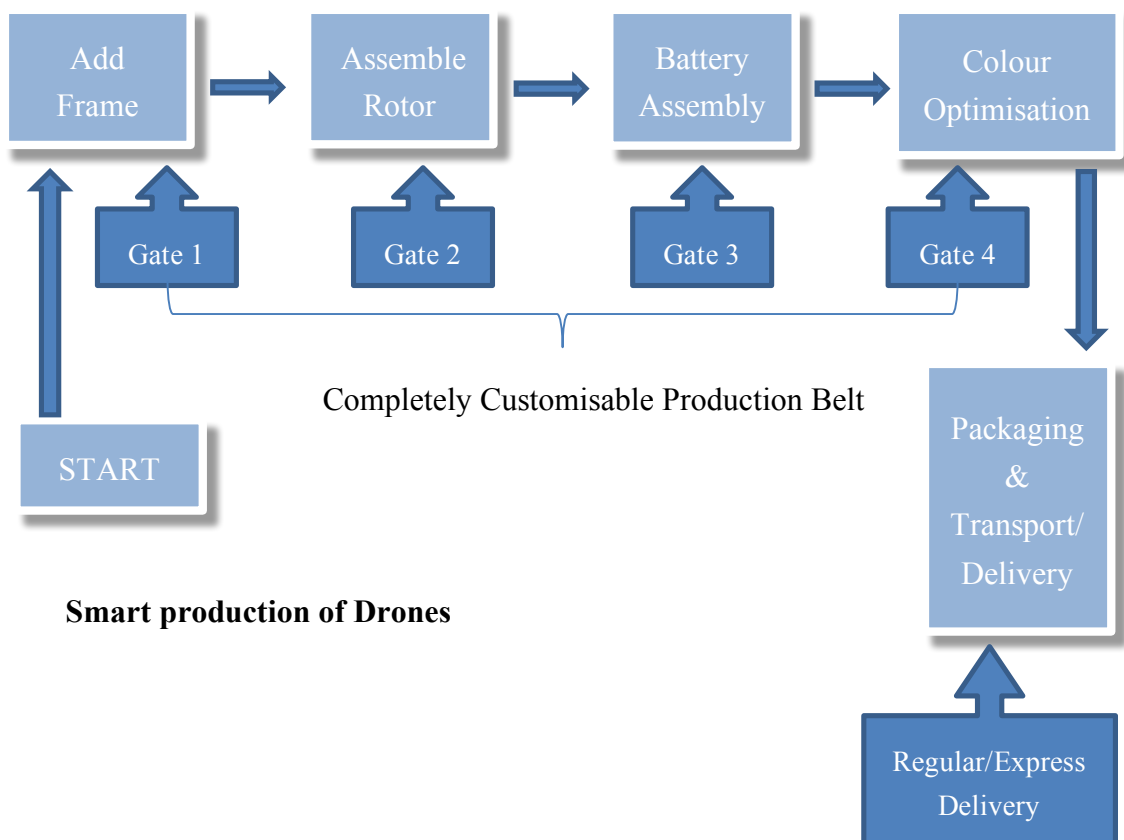 Add
Frame
Assemble
Rotor
Battery
Assembly
Colour
Optimisation
Gate 1
Gate 2
Gate 3
Gate 4
Completely Customisable Production Belt
START
Packaging
&
Transport/
Delivery
Smart production of Drones
Regular/Express
Delivery